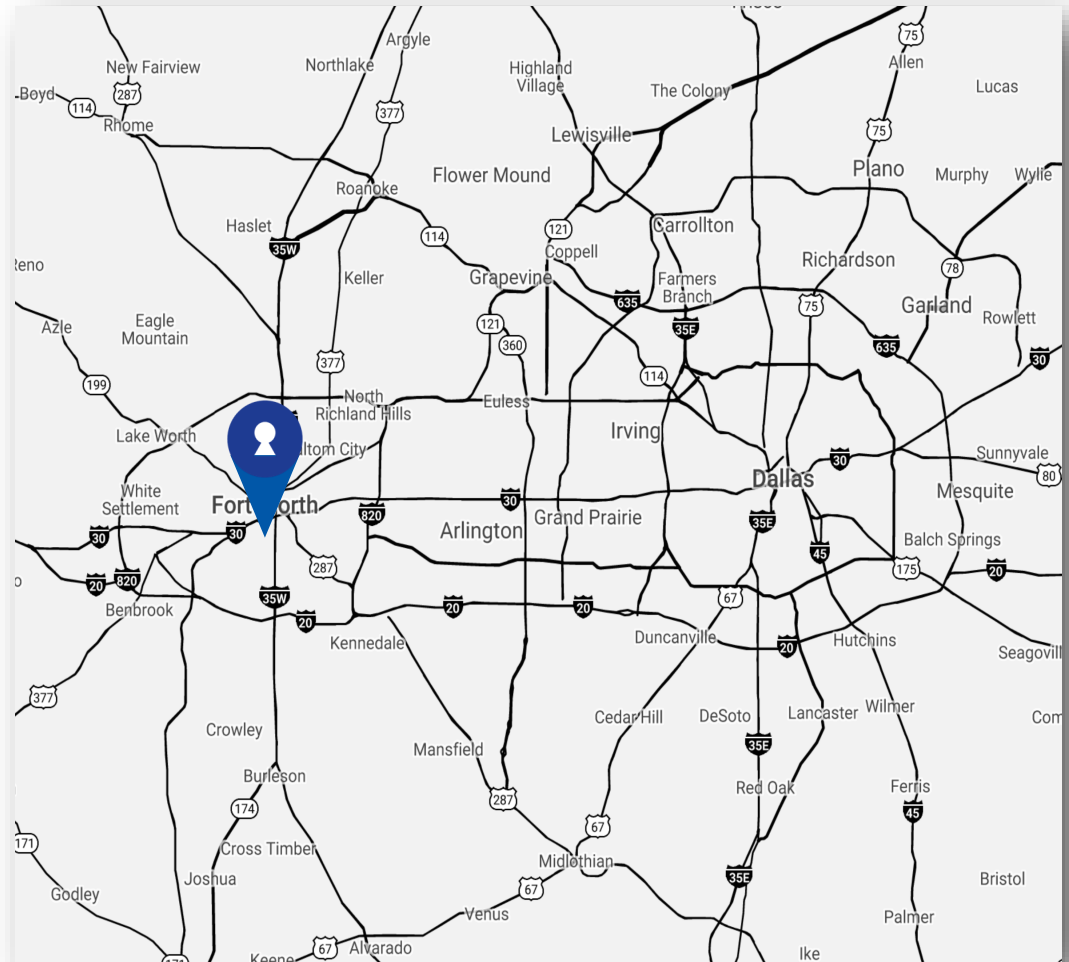 Argyle
75
New Fairview
Northlake
Highland
Village
Allen
Boyd
114
287
377
The Colony
Lucas
Rhome
Lewisville
75
Roanoke
Flower Mound
Plano
Murphy
Wylie
Haslet
35W
114
121
Carrollton
Coppell
Richardson
78
Keller
Grapevine
Farmers
Branch
635
75
Garland
Rowlett
Azle
Eagle
Mountain
121
360
35E
635
30
377
114
199
North
Richland Hills
Euless
Lake Worth
Irving
30
Sunnyvale
80
White
Settlement
Dallas
Mesquite
820
30
Arlington
Grand Prairie
35E
45
Balch Springs
30
30
287
175
20
20
820
35W
20
20
20
67
Benbrook
Kennedale
Duncanville
20
Hutchins
377
Crowley
Mansfield
Cedar Hill
DeSoto
Lancaster
Wilmer
35E
Burleson
174
287
Red Oak
Ferris
45
67
171
Cross Timber
Midlothian
Joshua
67
35E
Bristol
Godley
Venus
Palmer
67
Alvarado
Ike